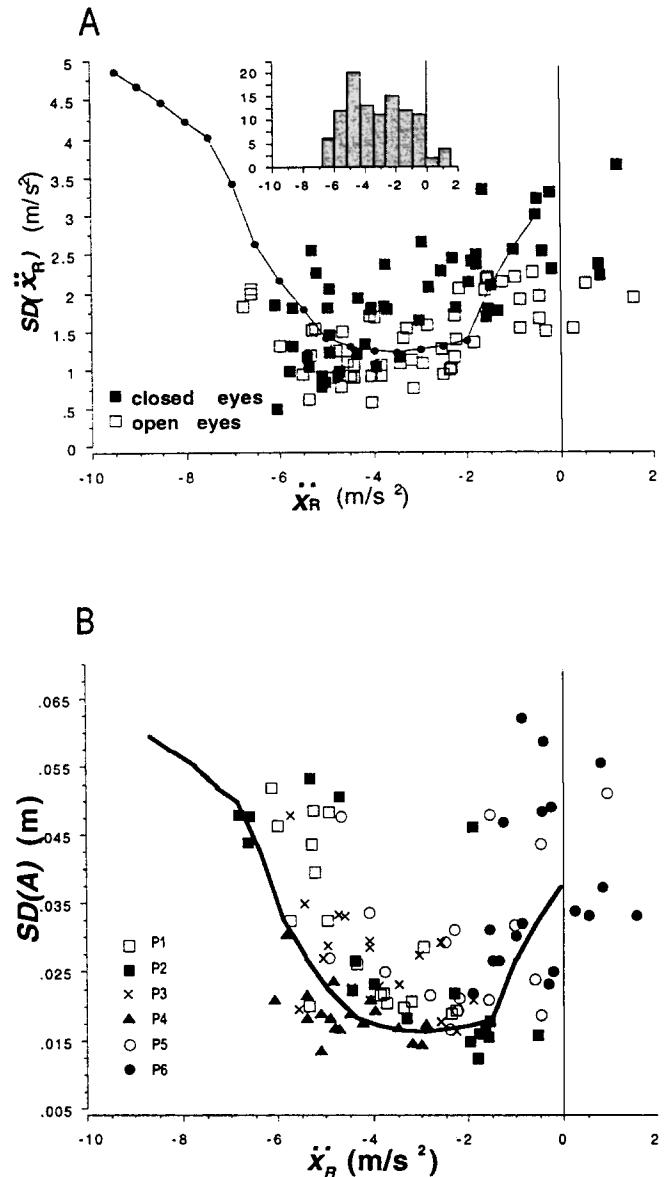 A
5
4.5
4
3.5
3
2.5
2
1.5
1
0.5
0
SD(ẍR) (m/s²)
20
15
10
5
0
-10 -8 -6 -4 -2 0 2
■ closed eyes
□ open eyes
-10 -8 -6 -4 -2 0 2
ẍR (m/s²)
B
.065
.055
.045
.035
.025
.015
.005
SD(A) (m)
P1
P2
P3
P4
P5
P6
-10 -8 -6 -4 -2 0 2
ẍR (m/s²)